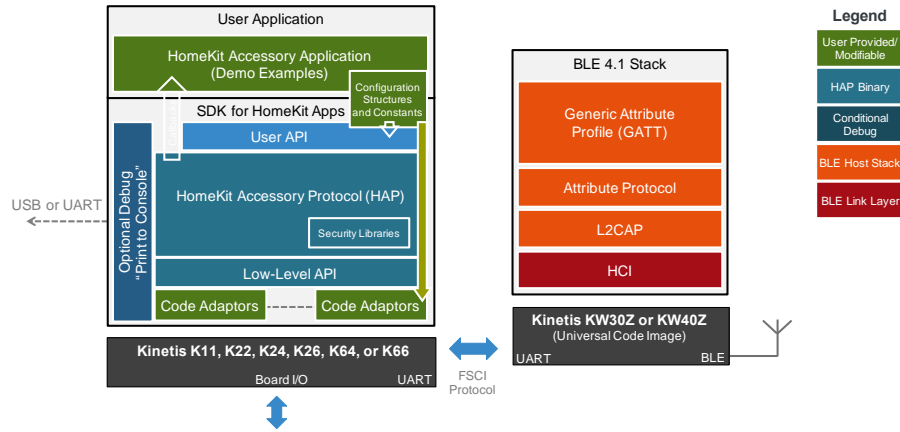 User Application
HomeKit Accessory Application
(Demo Examples)
Configuration
Structures
and Constants
SDK for HomeKit Apps
User API
Optional Debug
“Print to Console”
HomeKit Accessory Protocol (HAP)
Security Libraries
Low-Level API
Code Adaptors
Code Adaptors
USB or UART
Kinetis K11, K22, K24, K26, K64, or K66
Board I/O
UART
FSCI
Protocol
BLE 4.1 Stack
Generic Attribute
Profile (GATT)
Attribute Protocol
L2CAP
HCI
Kinetis KW30Z or KW40Z
(Universal Code Image)
UART
BLE
Legend
User Provided/
Modifiable
HAP Binary
Conditional
Debug
BLE Host Stack
BLE Link Layer